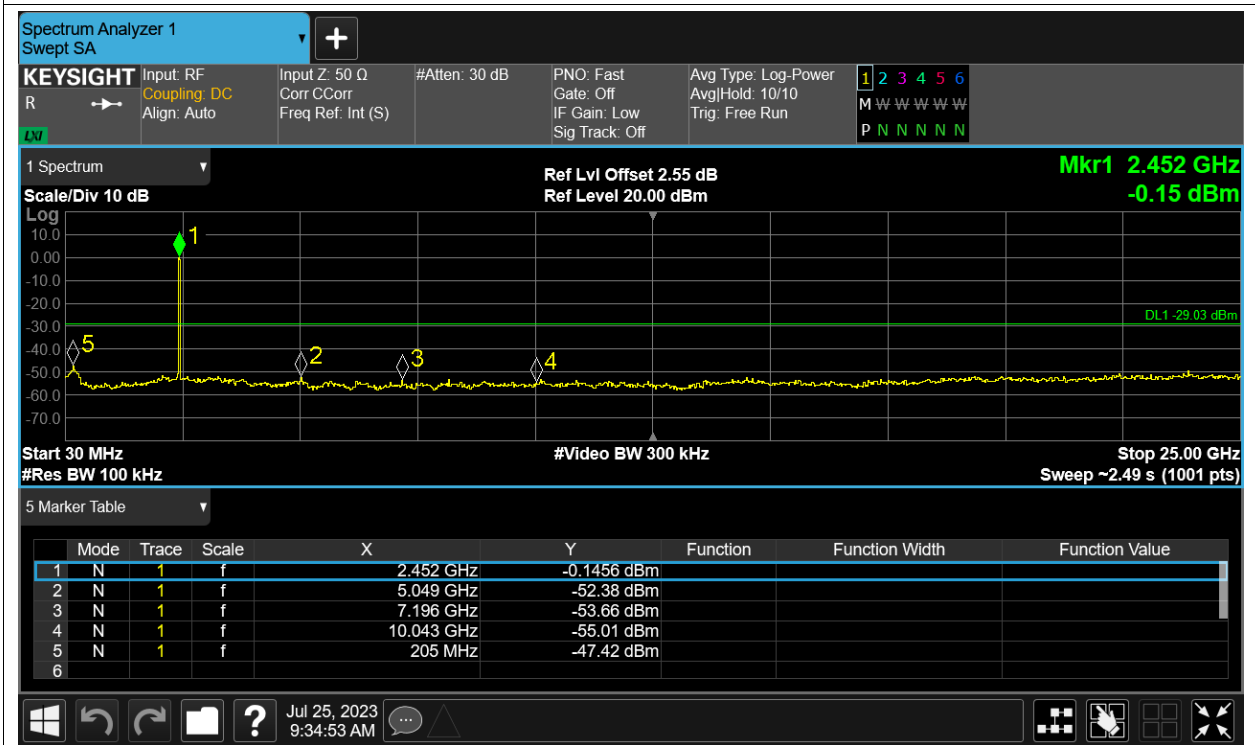 Spectrum Analyzer 1
Swept SA
+
KEYSIGHT Input: RF Input Z: 50 Ω #Atten: 30 dB PNO: Fast Avg Type: Log-Power 1 2 3 4 5 6
R Coupling: DC Corr CCorr Gate: Off Avg|Hold: 10/10 M W W W W W
Align: Auto Freq Ref: Int (S) IF Gain: Low Trig: Free Run
LXI Sig Track: Off P N N N N N
1 Spectrum Ref Lvl Offset 2.55 dB Mkr1 2.452 GHz
Scale/Div 10 dB Ref Level 20.00 dBm -0.15 dBm
Log
10.0 1
0.00
-10.0
-20.0
DL1 -29.03 dBm
-30.0
-40.0 5 2 3 4
-50.0
-60.0
-70.0
Start 30 MHz #Video BW 300 kHz Stop 25.00 GHz
#Res BW 100 kHz Sweep ~2.49 s (1001 pts)
5 Marker Table
Mode Trace Scale X Y Function Function Width Function Value
1 N 1 f 2.452 GHz -0.1456 dBm
2 N 1 f 5.049 GHz -52.38 dBm
3 N 1 f 7.196 GHz -53.66 dBm
4 N 1 f 10.043 GHz -55.01 dBm
5 N 1 f 205 MHz -47.42 dBm
6
? Jul 25, 2023
9:34:53 AM